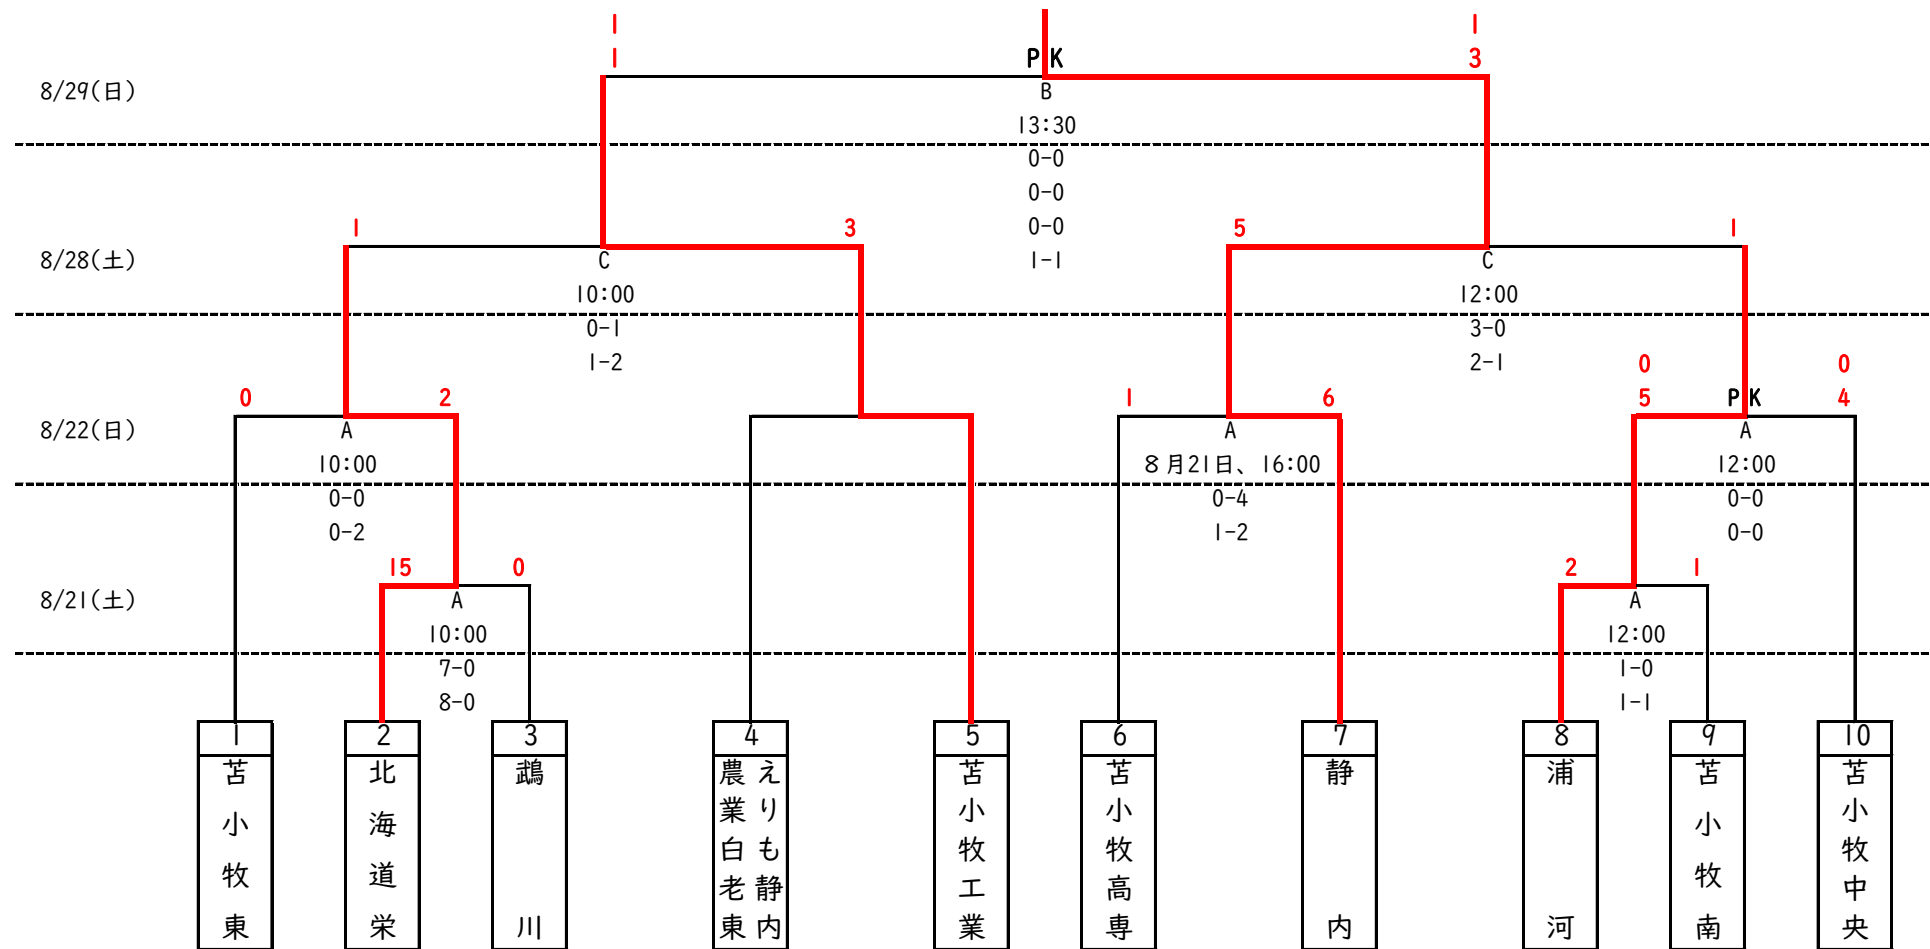 1 1
1 PK 3
8/29(日)
B
13:30
0-0
0-0
0-0
1-1
1 3 5 1
8/28(土)
C C
10:00 12:00
0-1 3-0
1-2 2-1
0 0
0 2 1 6 5 PK 4
8/22(日)
A A A
10:00 8月21日、16:00 12:00
0-0 0-4 0-0
0-2 1-2 0-0
15 0 2 1
8/21(土)
A A
10:00 12:00
7-0 1-0
8-0 1-1
1 2 3 4 5 6 7 8 9 10
苫小牧東
北海道栄
鵡川
えりも静内
農業白老東
苫小牧工業
苫小牧高専
静内
浦河
苫小牧南
苫小牧中央